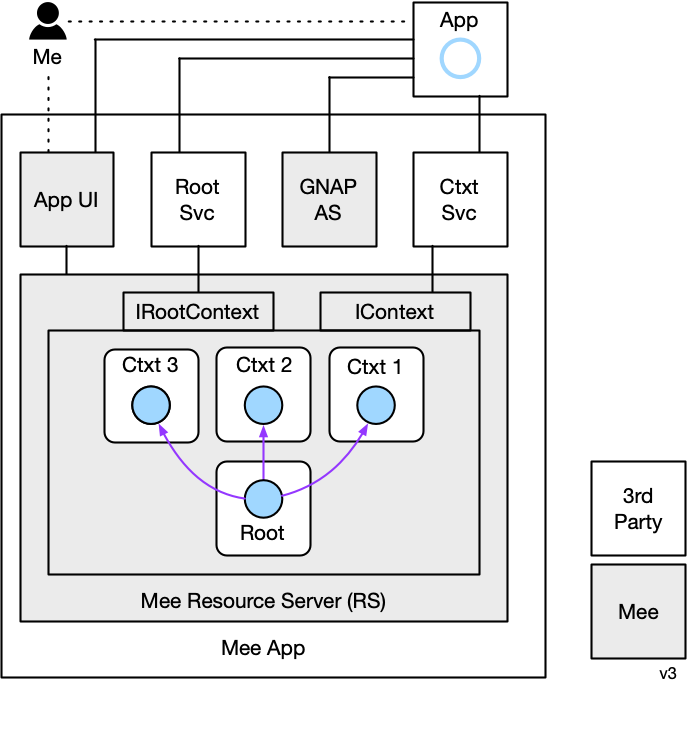 App
Me
App UI
Root
Svc
GNAP
AS
Ctxt
Svc
IRootContext
IContext
Ctxt 3
Ctxt 2
Ctxt 1
Root
3rd
Party
Mee Resource Server (RS)
Mee
Mee App
v3